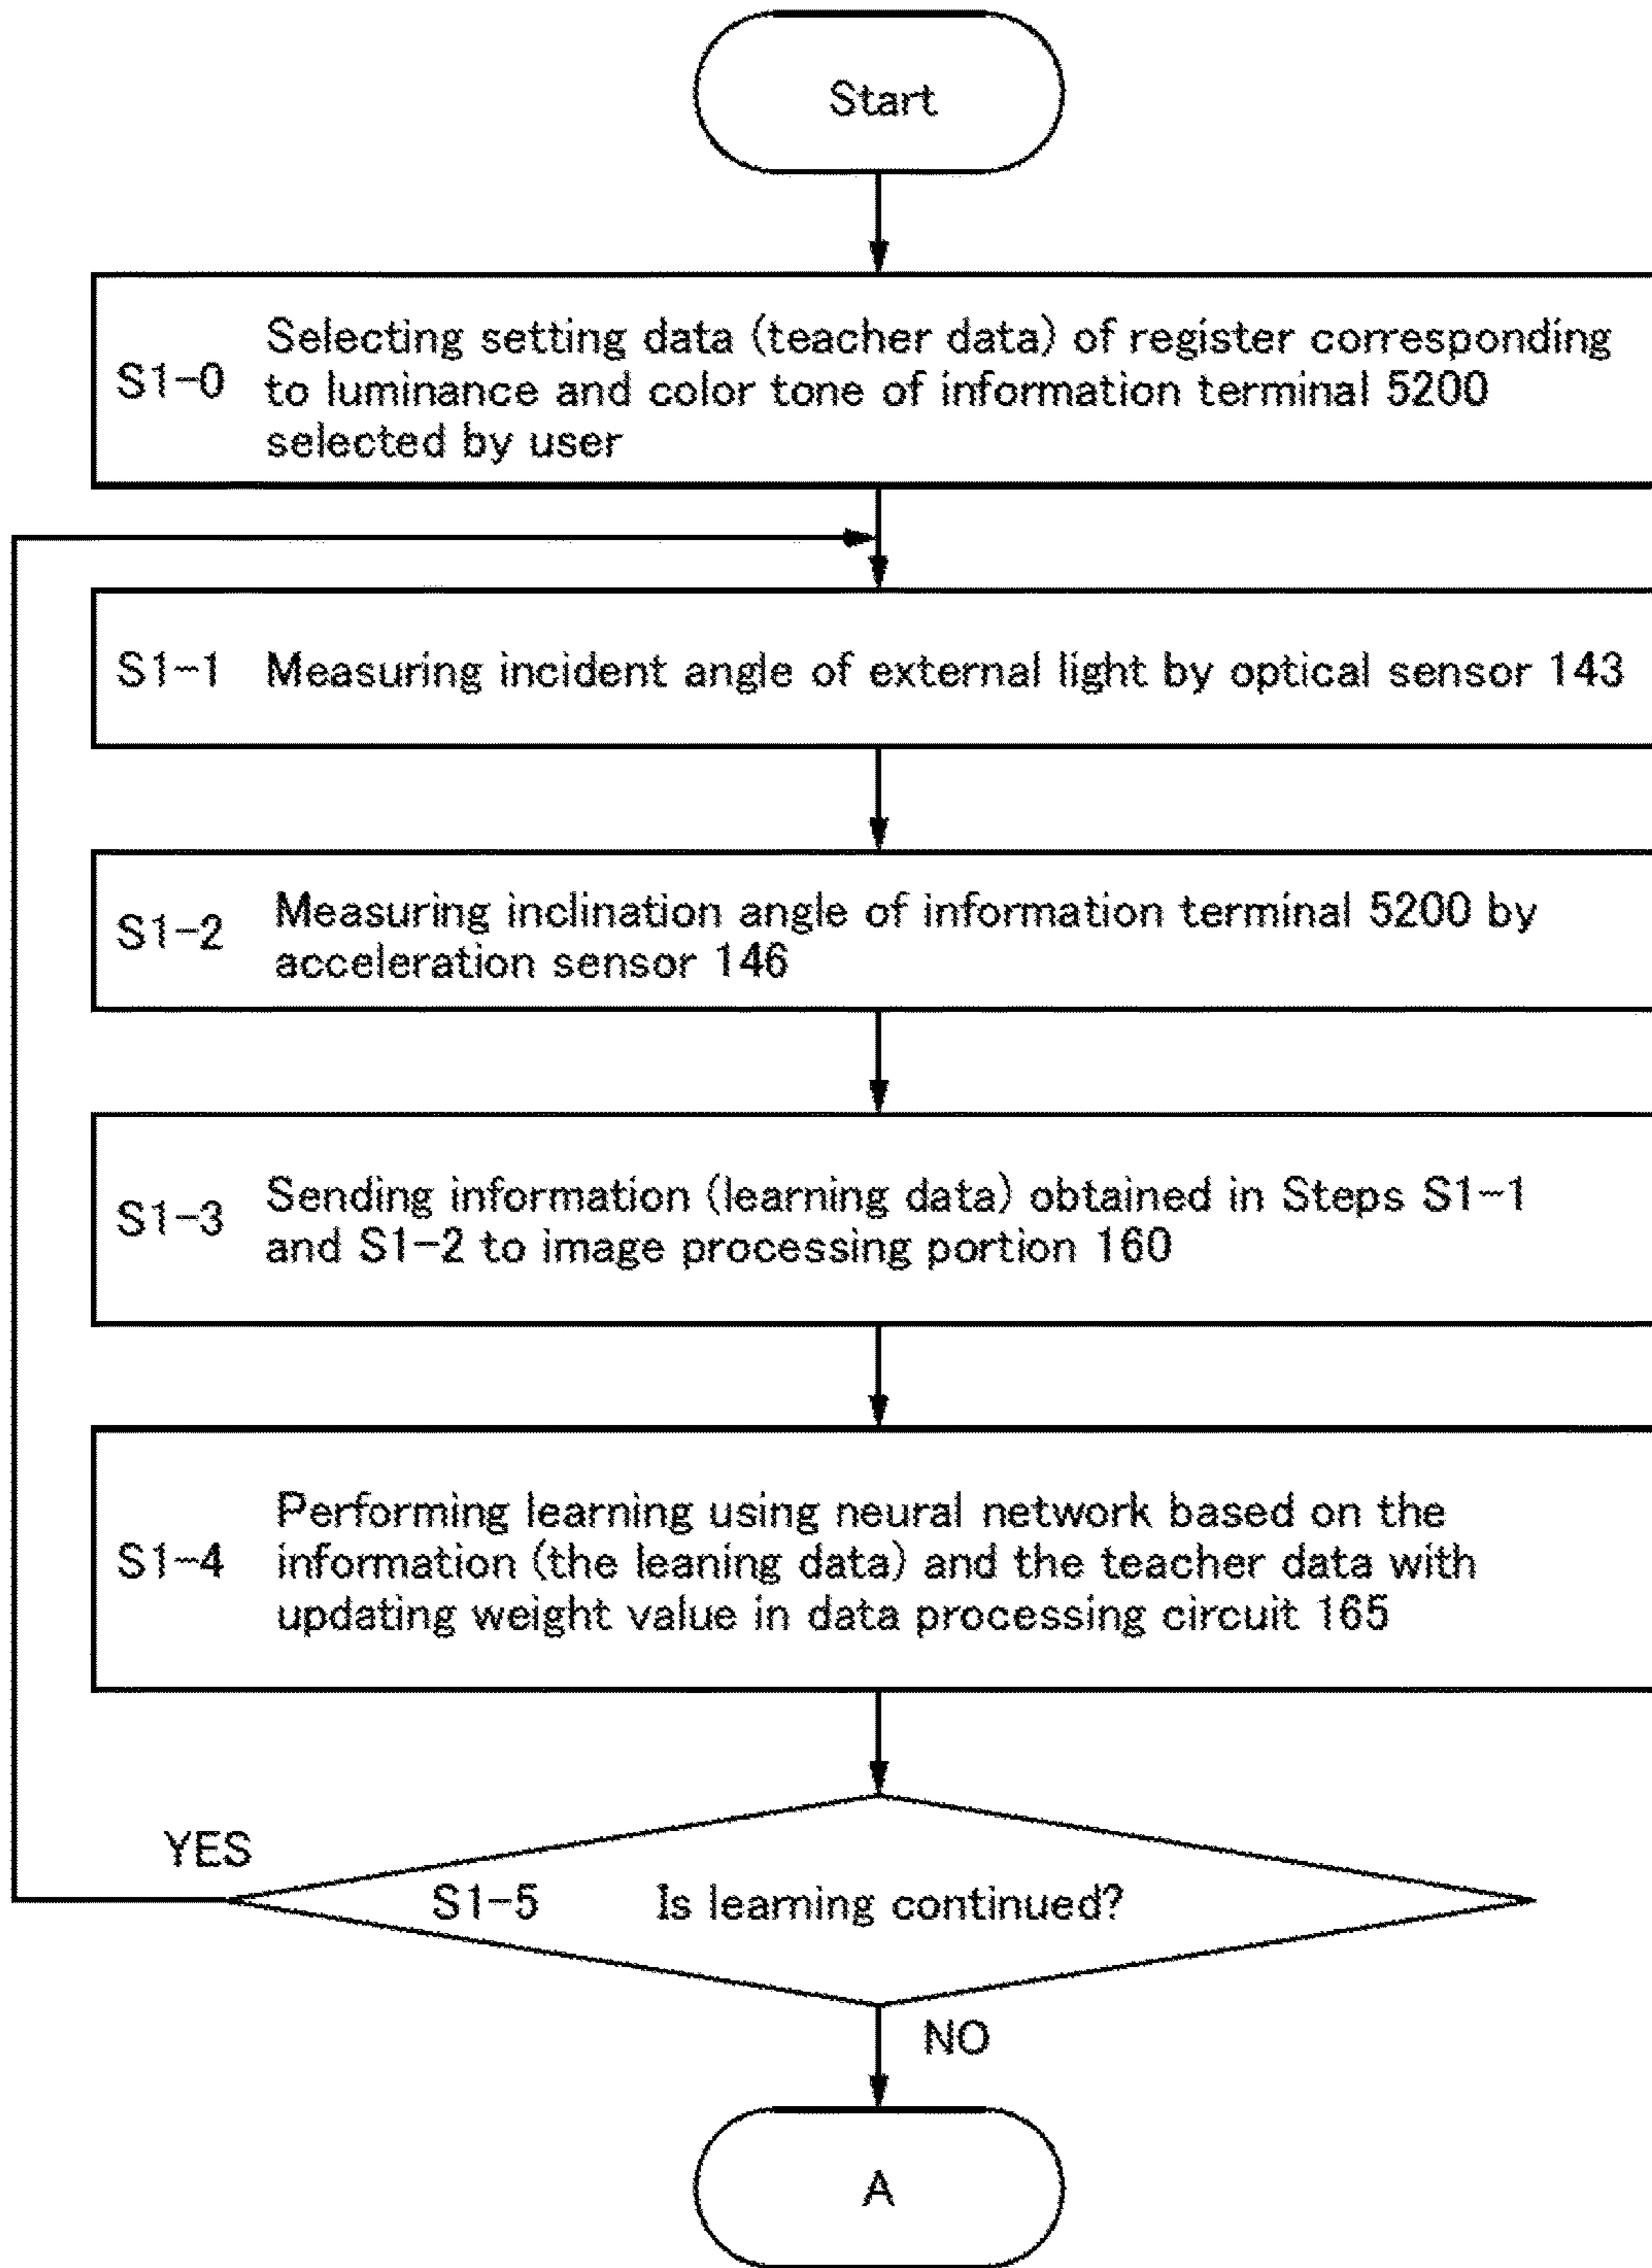 Start
S1-0
Selecting setting data (teacher data) of register corresponding
to luminance and color tone of information terminal 5200
selected by user
S1-1 Measuring incident angle of external light by optical sensor 143
S1-2
Measuring inclination angle of information terminal 5200 by
acceleration sensor 146
S1-3
Sending information (learning data) obtained in Steps S1-1
and S1-2 to image processing portion 160
S1-4
Performing learning using neural network based on the
information (the leaning data) and the teacher data with
updating weight value in data processing circuit 165
YES
S1-5 Is learning continued?
NO
A